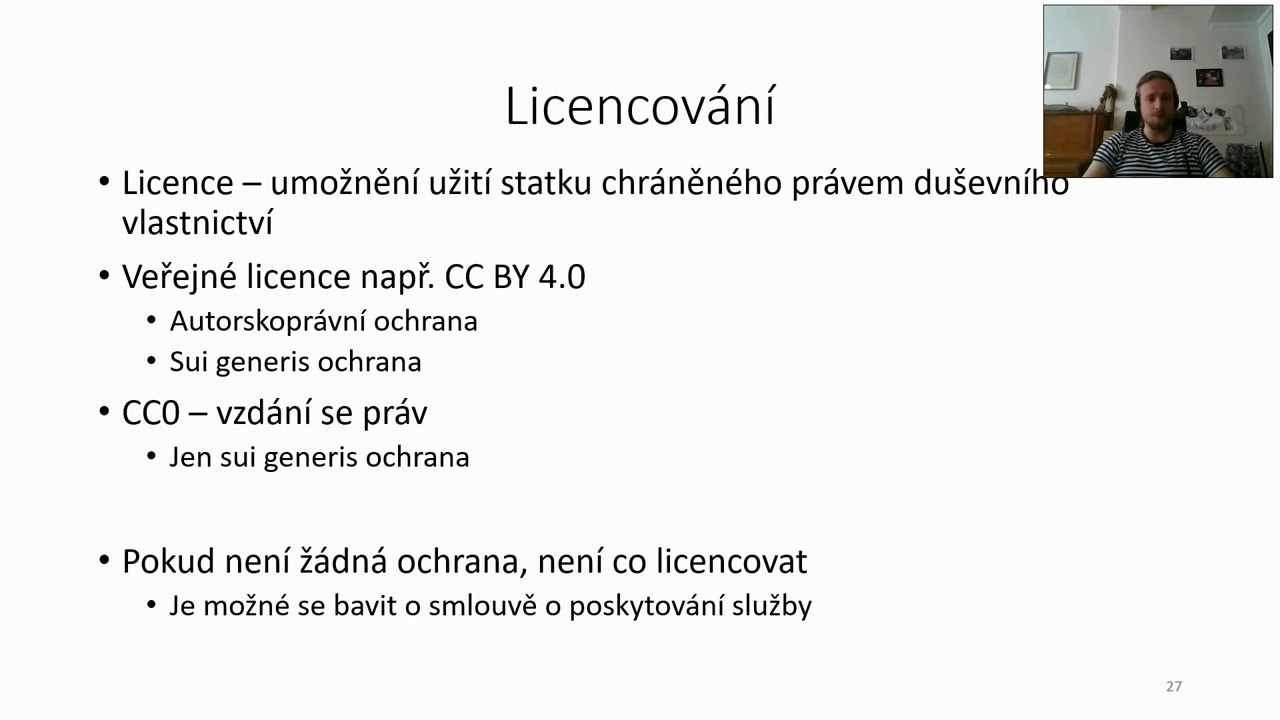 Licencování
• Licence – umožnění užití statku chráněného právem duševního
vlastnictví
• Veřejné licence např. CC BY 4.0
• Autorskoprávní ochrana
• Sui generis ochrana
• CC0 – vzdání se práv
• Jen sui generis ochrana
• Pokud není žádná ochrana, není co licencovat
• Je možné se bavit o smlouvě o poskytování služby
27